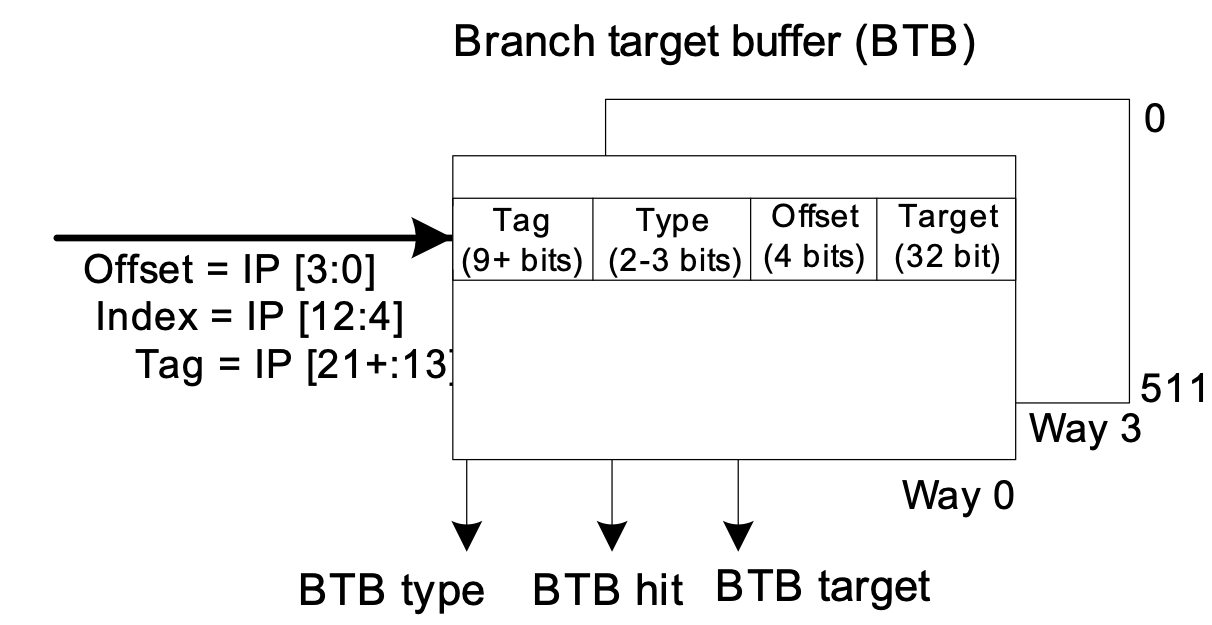 Branch target buffer (BTB)
0
Tag
(9+ bits)
Type
(2-3 bits)
Offset
(4 bits)
Target
(32 bit)
Offset = IP [3:0]
Index = IP [12:4]
Tag = IP [21+:13]
511
Way 3
Way 0
BTB type
BTB hit
BTB target